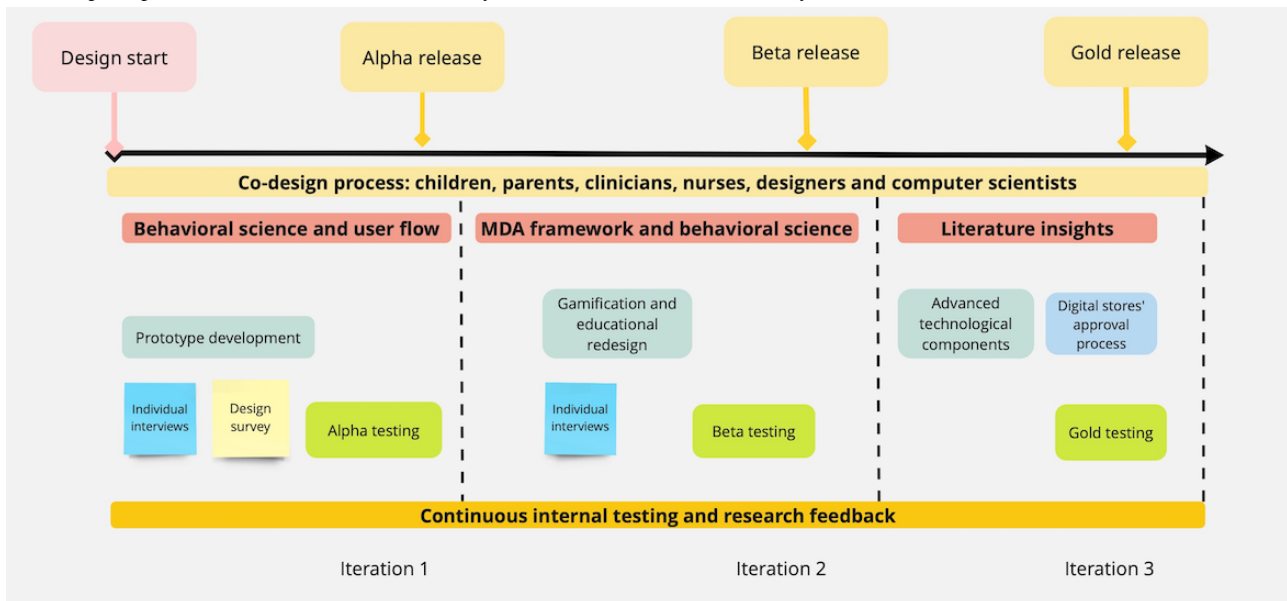 Design start
Alpha release
Beta release
Gold release
Co-design process: children, parents, clinicians, nurses, designers and computer scientists
Behavioral science and user flow
MDA framework and behavioral science
Literature insights
Prototype development
Gamification and
educational
redesign
Advanced
technological
components
Digital stores'
approval
process
Individual
interviews
Design
survey
Alpha testing
Individual
interviews
Beta testing
Gold testing
Continuous internal testing and research feedback
Iteration 1
Iteration 2
Iteration 3